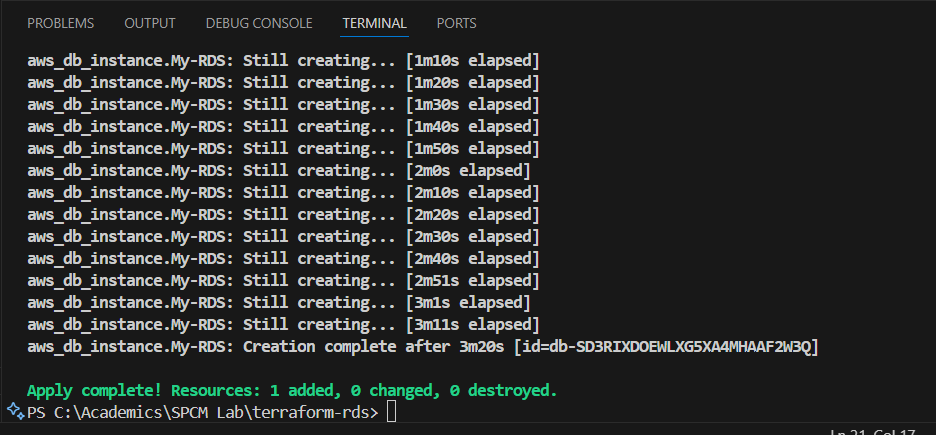 PROBLEMS OUTPUT DEBUG CONSOLE TERMINAL PORTS
aws_db_instance.My-RDS: Still creating... [1m10s elapsed]
aws_db_instance.My-RDS: Still creating... [1m20s elapsed]
aws_db_instance.My-RDS: Still creating... [1m30s elapsed]
aws_db_instance.My-RDS: Still creating... [1m40s elapsed]
aws_db_instance.My-RDS: Still creating... [1m50s elapsed]
aws_db_instance.My-RDS: Still creating... [2m0s elapsed]
aws_db_instance.My-RDS: Still creating... [2m10s elapsed]
aws_db_instance.My-RDS: Still creating... [2m20s elapsed]
aws_db_instance.My-RDS: Still creating... [2m30s elapsed]
aws_db_instance.My-RDS: Still creating... [2m40s elapsed]
aws_db_instance.My-RDS: Still creating... [2m51s elapsed]
aws_db_instance.My-RDS: Still creating... [3m1s elapsed]
aws_db_instance.My-RDS: Still creating... [3m11s elapsed]
aws_db_instance.My-RDS: Creation complete after 3m20s [id=db-SD3RIXDOEWLXG5XA4MHAAF2W3Q]
Apply complete! Resources: 1 added, 0 changed, 0 destroyed.
PS C:\Academics\SPCM Lab\terraform-rds>